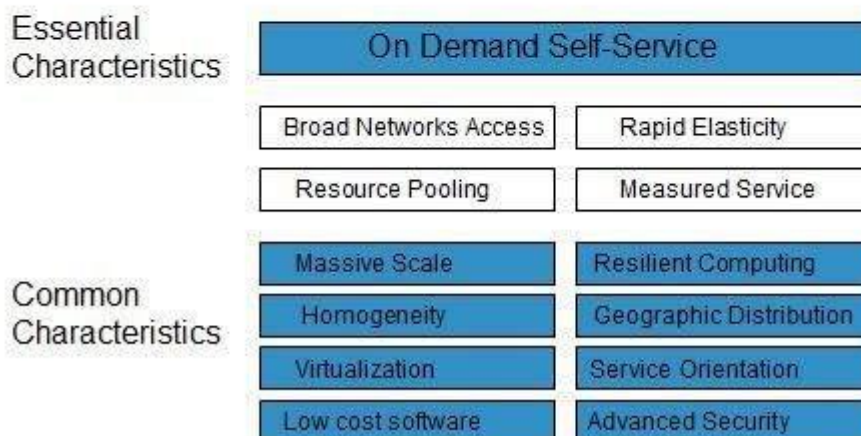 Essential
Characteristics
On Demand Self-Service
Broad Networks Access
Rapid Elasticity
Resource Pooling
Measured Service
Common
Characteristics
Massive Scale
Resilient Computing
Homogeneity
Geographic Distribution
Virtualization
Service Orientation
Low cost software
Advanced Security